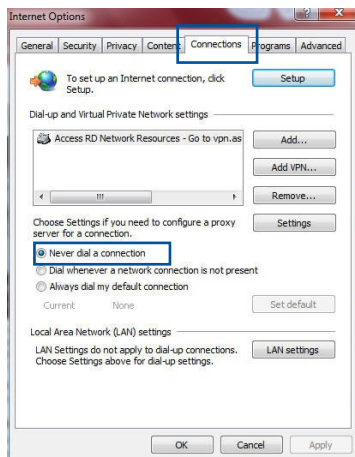 Internet Options
General Security Privacy Content Connections Programs Advanced
To set up an Internet connection, click
Setup.
Setup
Dial-up and Virtual Private Network settings
Access RD Network Resources - Go to vpn.as
Add...
Add VPN...
Remove...
Choose Settings if you need to configure a proxy
server for a connection.
Settings
Never dial a connection
Dial whenever a network connection is not present
Always dial my default connection
Current None
Set default
Local Area Network (LAN) settings
LAN Settings do not apply to dial-up connections.
Choose Settings above for dial-up settings.
LAN settings
OK Cancel Apply